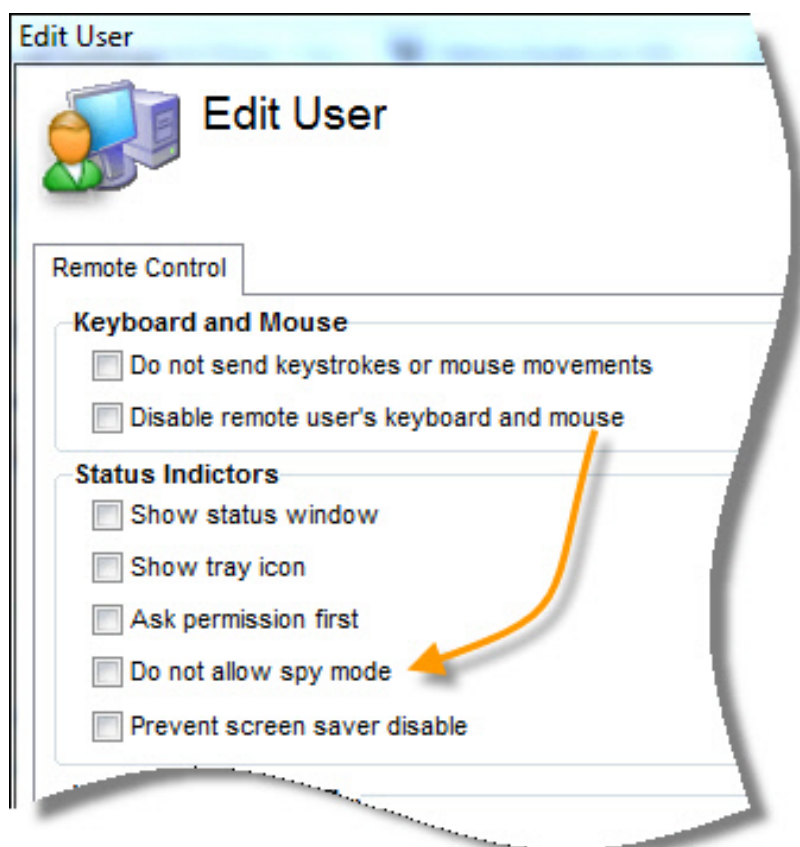 Edit User
Edit User
Remote Control
Keyboard and Mouse
Do not send keystrokes or mouse movements
Disable remote user's keyboard and mouse
Status Indictors
Show status window
Show tray icon
Ask permission first
Do not allow spy mode
Prevent screen saver disable